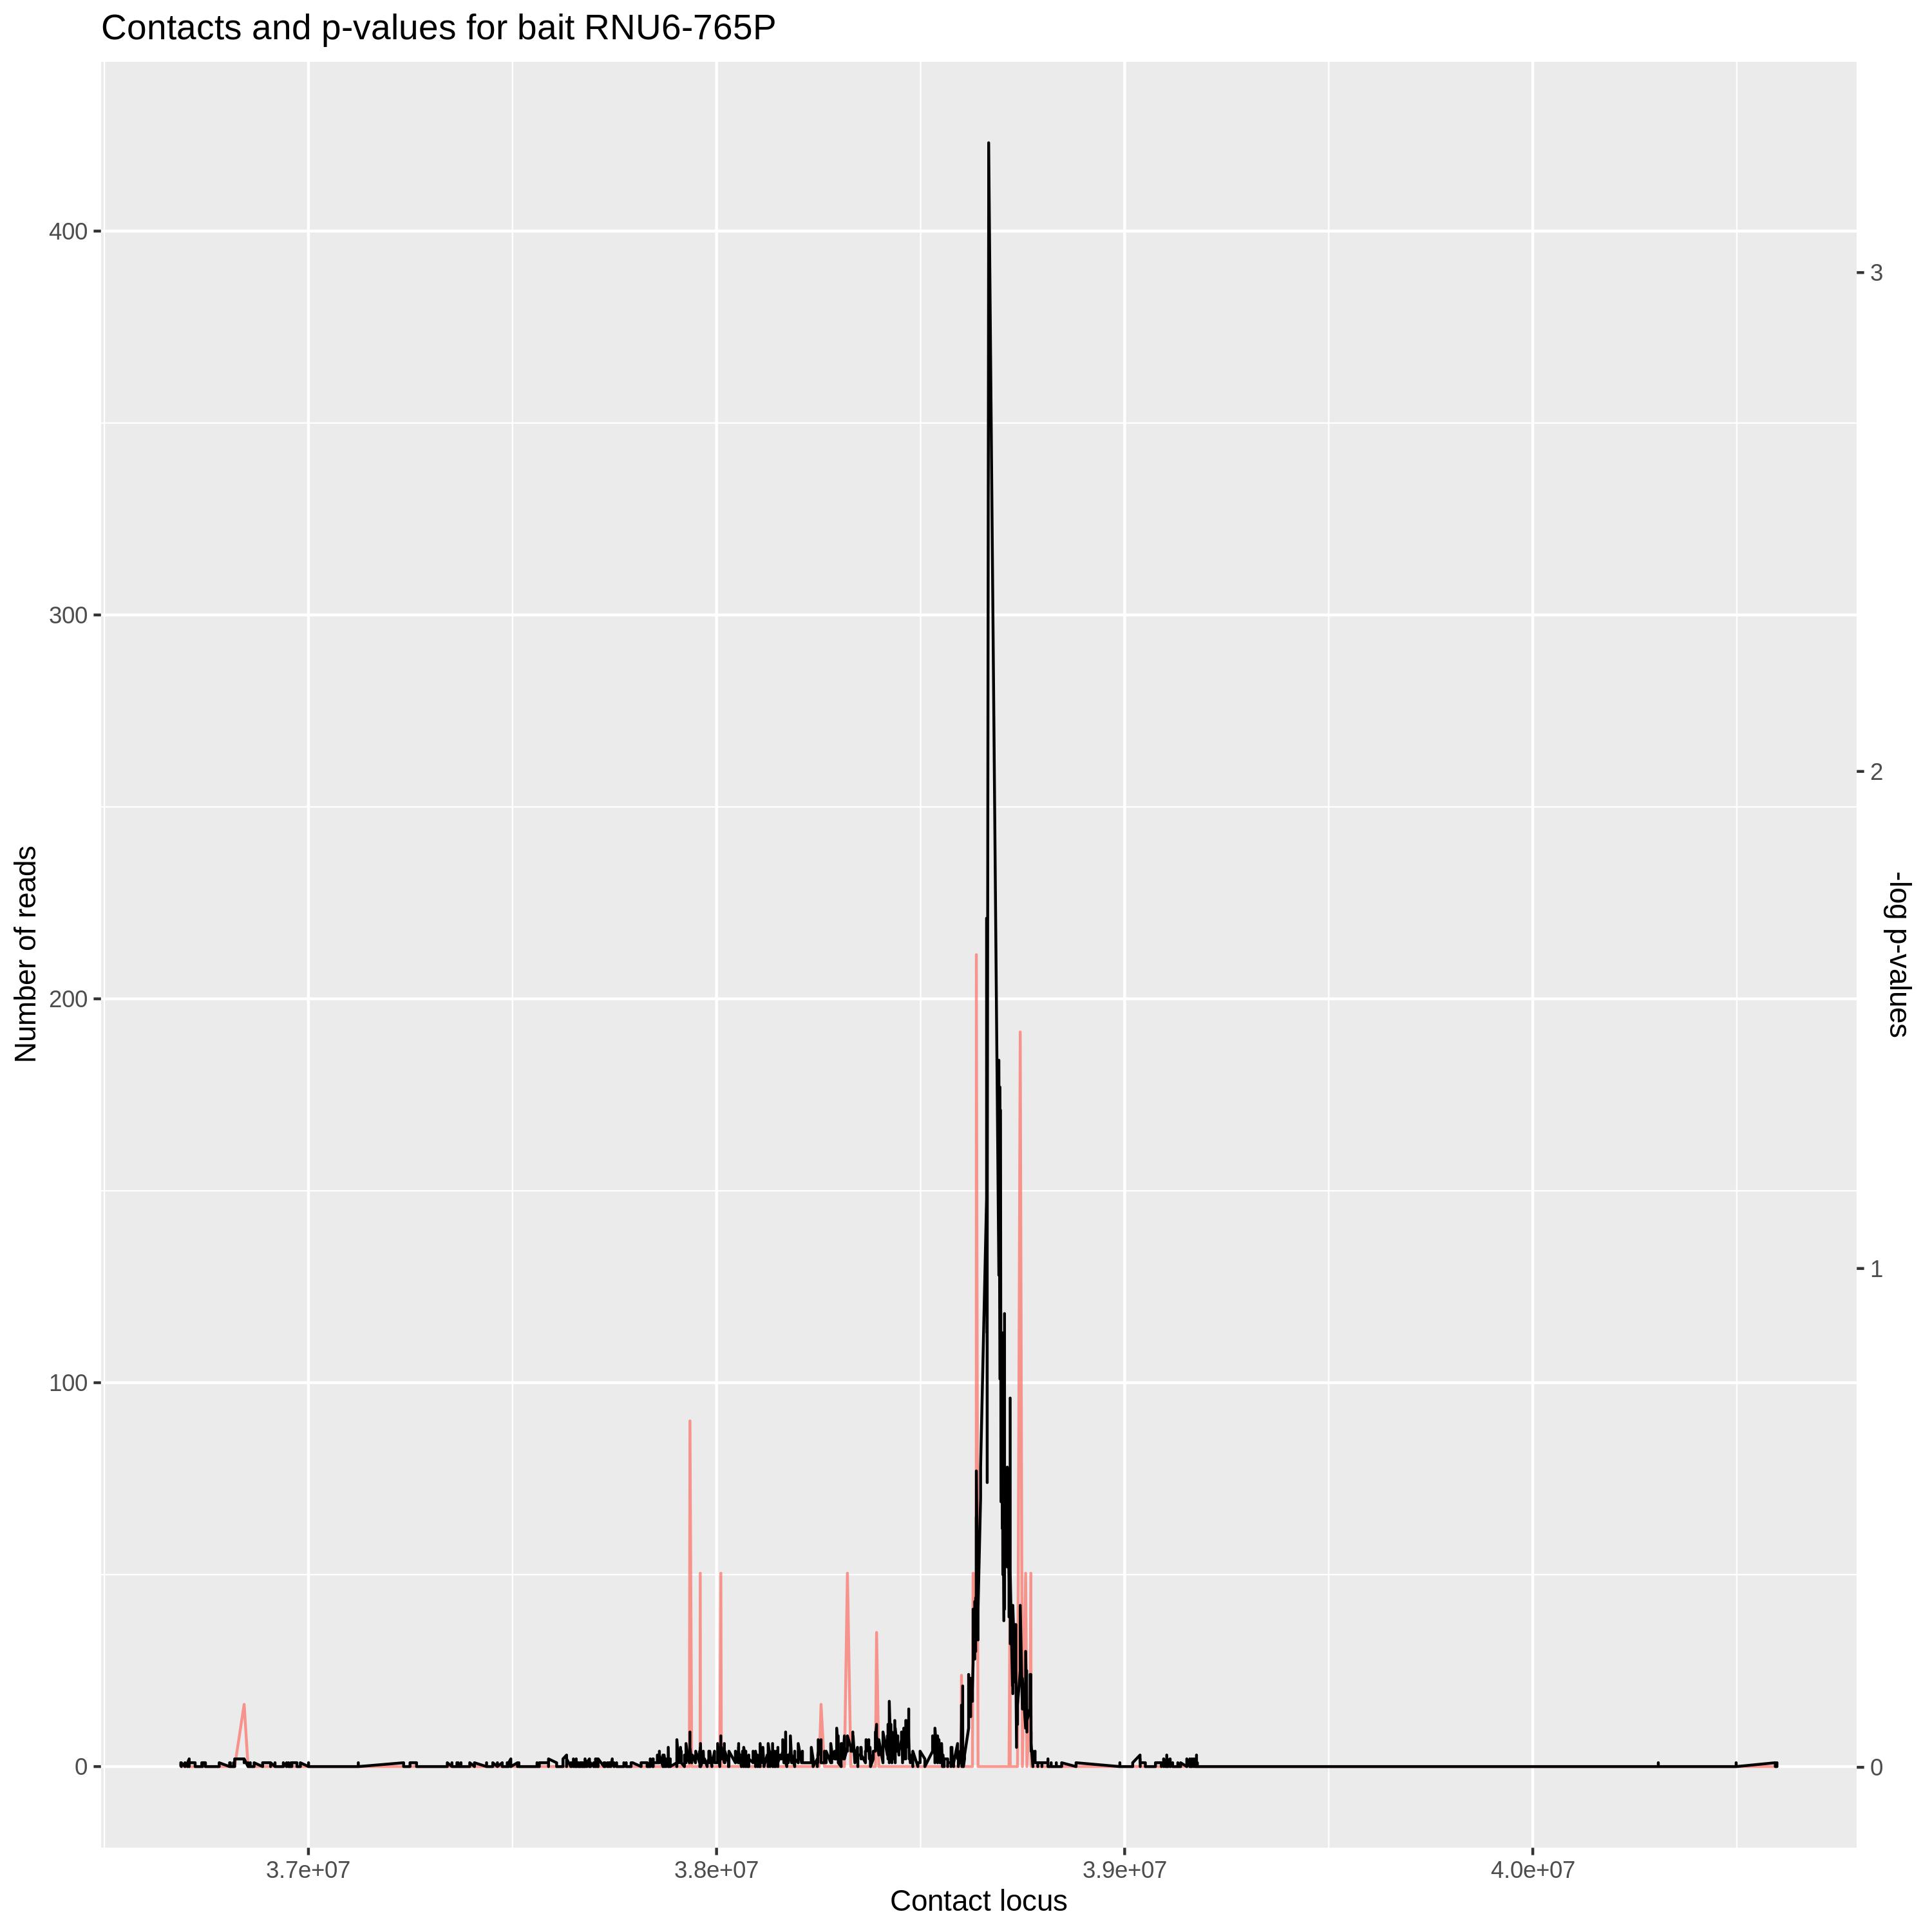 Contacts and p-values for bait RNU6-765P
400
300
200
100
0
3
2
1
0
Number of reads
-log p-values
3.7e+07
3.8e+07
3.9e+07
4.0e+07
Contact locus